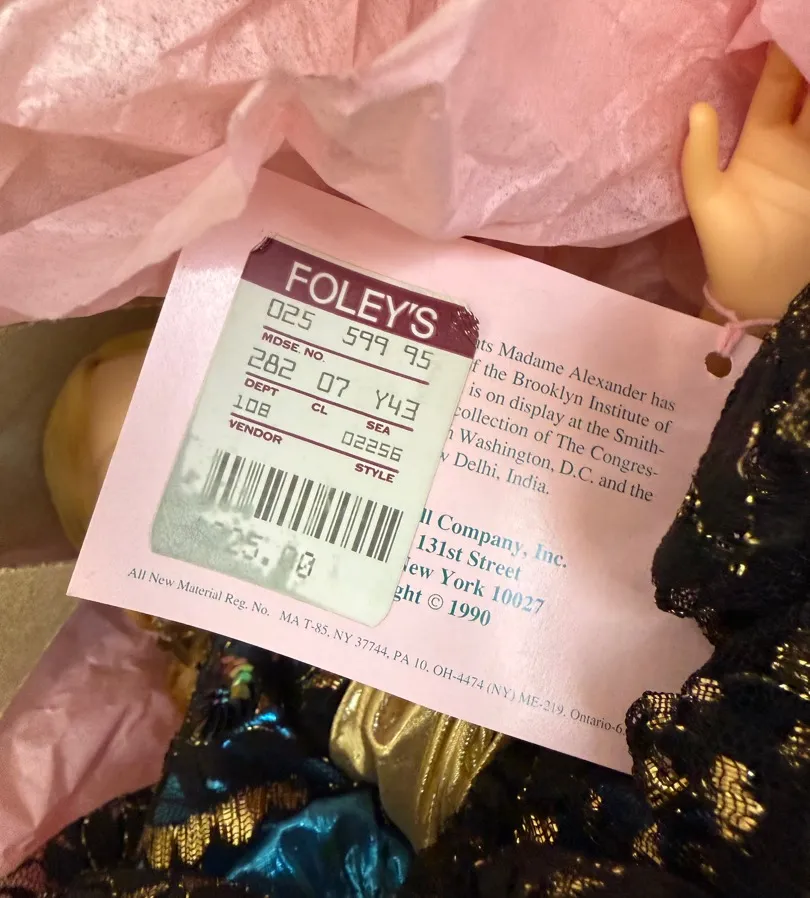 FOLEY'S
025 599 95
MDSE. NO.
282 07 Y43
DEPT CL SEA
108 02256
VENDOR STYLE
Madame Alexander has
the Brooklyn Institute of
is on display at the Smith-
collection of The Congres-
Washington, D.C. and the
Delhi, India.
Company, Inc.
131st Street
New York 10027
© 1990
All New Material Reg. No. MA T-85, NY 37744, PA 10, OH-4474 (NY) ME-219, Ontario-6